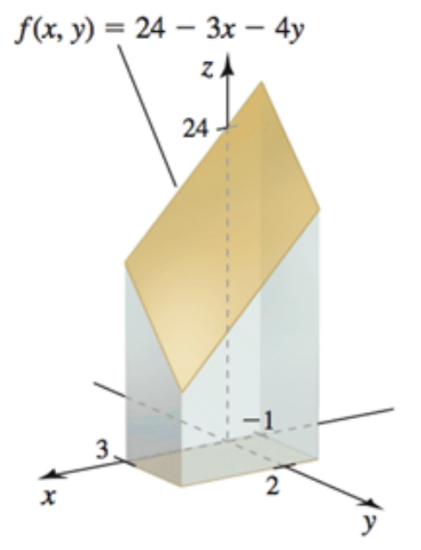 f(x, y) = 24 − 3x − 4y
z
24
−1
3
2
x
y